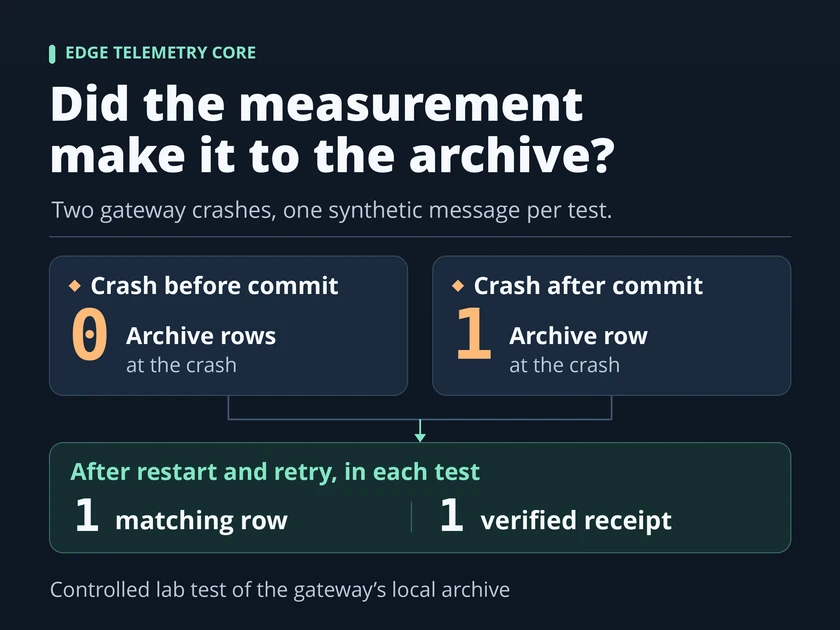 EDGE TELEMETRY CORE
Did the measurement
make it to the archive?
Two gateway crashes, one synthetic message per test.
Crash before commit
0 Archive rows
at the crash
Crash after commit
1 Archive row
at the crash
After restart and retry, in each test
1 matching row
1 verified receipt
Controlled lab test of the gateway’s local archive